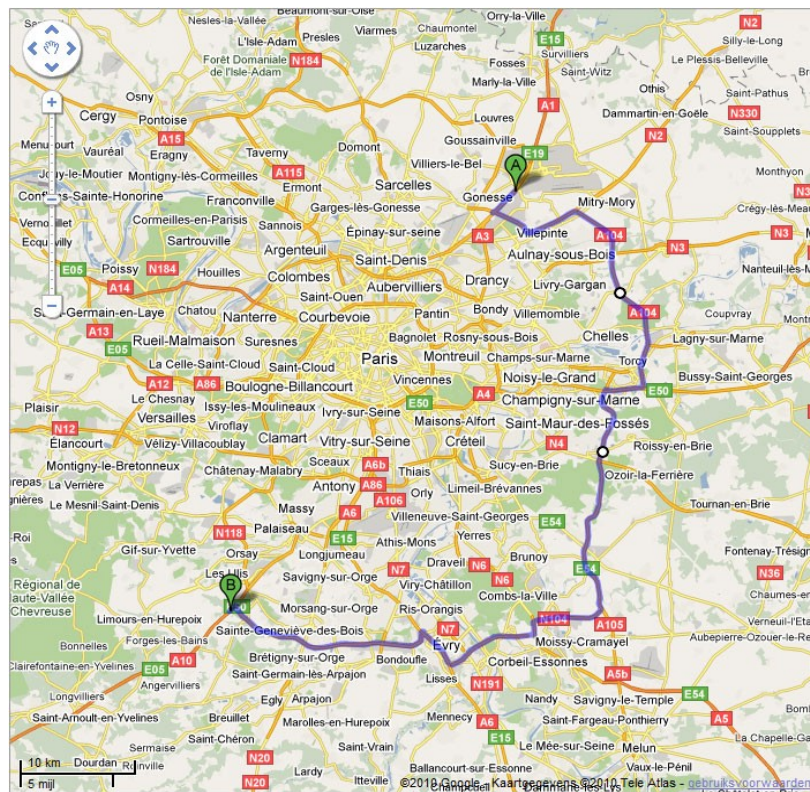 Nesles-la-Vallée
Beaumont-sur-Oise
Orry-la-Ville
N2
Viarmes
Chaumontel
E15
Silly-le-Long
L'Isle-Adam
Presles
Luzarches
Survilliers
Forêt Domaniale
de l'Isle-Adam
N184
Fosses
Saint-Witz
Le Plessis-Belleville
Marly-la-Ville
Othis
Saint-Pathus
Osny
A1
Dammartin-en-Goële
N330
Cergy
Pontoise
Louvres
Saint-Soupplets
A15
Domont
Goussainville
N2
Menucourt
Vauréal
Eragny
Taverny
E19
Jouy-le-Moutier
A115
Villiers-le-Bel
A
Monthyon
Montigny-lès-Cormeilles
Ermont
Sarcelles
Conflans-Sainte-Honorine
Franconville
Gonesse
Mitry-Mory
Garges-lès-Gonesse
Crégy-lès-Meaux
Cormeilles-en-Parisis
Sannois
Villepinte
A104
N3
Sartrouville
Épinay-sur-seine
A3
N3
Argenteuil
Aulnay-sous-Bois
E05
Poissy
N184
Houilles
Saint-Denis
Nanteuil-lès-Meaux
A14
Colombes
Aubervilliers
Drancy
Livry-Gargan
Saint-Ouen
Bondy
A104
Saint-Germain-en-Laye
Chatou
Nanterre
Courbevoie
Pantin
Villemomble
Coupvray
A13
Rueil-Malmaison
Suresnes
Bagnolet
Rosny-sous-Bois
Chelles
Lagny-sur-Marne
E05
Paris
Montreuil
Champs-sur-Marne
Torcy
La Celle-Saint-Cloud
Saint-Cloud
A12
A86
Boulogne-Billancourt
Vincennes
Noisy-le-Grand
Bussy-Saint-Georges
Le Chesnay
A4
E50
Plaisir
Issy-les-Moulineaux
Ivry-sur-Seine
E50
Champigny-sur-Marne
Versailles
Viroflay
Maisons-Alfort
Saint-Maur-des-Fossés
N12
Élancourt
Vélizy-Villacoublay
Clamart
Vitry-sur-Seine
Créteil
N4
Roissy-en-Brie
Montigny-le-Bretonneux
Sceaux
A6b
Sucy-en-Brie
Châtenay-Malabry
Thiais
Ozoir-la-Ferrière
La Verrière
Antony
A86
Orly
Limeil-Brévannes
Le Mesnil-Saint-Denis
A106
Tournan-en-Brie
Massy
A6
Villeneuve-Saint-Georges
E54
N118
Palaiseau
E15
Athis-Mons
Yerres
Gif-sur-Yvette
Orsay
Longjumeau
Fontenay-Trésigny
Draveil
N6
Brunoy
E54
Régional de
Haute-Vallée
Chevreuse
Les Ulis
N7
N36
B
Savigny-sur-Orge
Viry-Châtillon
N6
Combs-la-Ville
Limours-en-Hurepoix
Morsang-sur-Orge
Ris-Orangis
N104
A105
Forges-les-Bains
Sainte-Geneviève-des-Bois
N7
Moissy-Cramayel
Bonnelles
Évry
Aubepierre-Ozouer-le-Repos
A10
Brétigny-sur-Orge
Bondoufle
Corbeil-Essonnes
Clairefontaine-en-Yvelines
E05
Saint-Germain-lès-Arpajon
Lisses
A5b
Angervilliers
N191
Longvilliers
Egly
Arpajon
Nandy
Savigny-le-Temple
E54
Saint-Arnoult-en-Yvelines
Breuillet
Marolles-en-Hurepoix
Mennecy
A6
Saint-Fargeau-Ponthierry
A5
Saint-Chéron
E15
N20
Saint-Vrain
Le Mée-sur-Seine
Melun
10 km
Dourdan
Sermaise
Roinville
Lardy
Ballancourt-sur-Essonne
Vaux-le-Pénil
5 mijl
N20
Itteville
©2010 Google - Kaartgegevens ©2010 Tele Atlas - gebruiksvoorwaarden